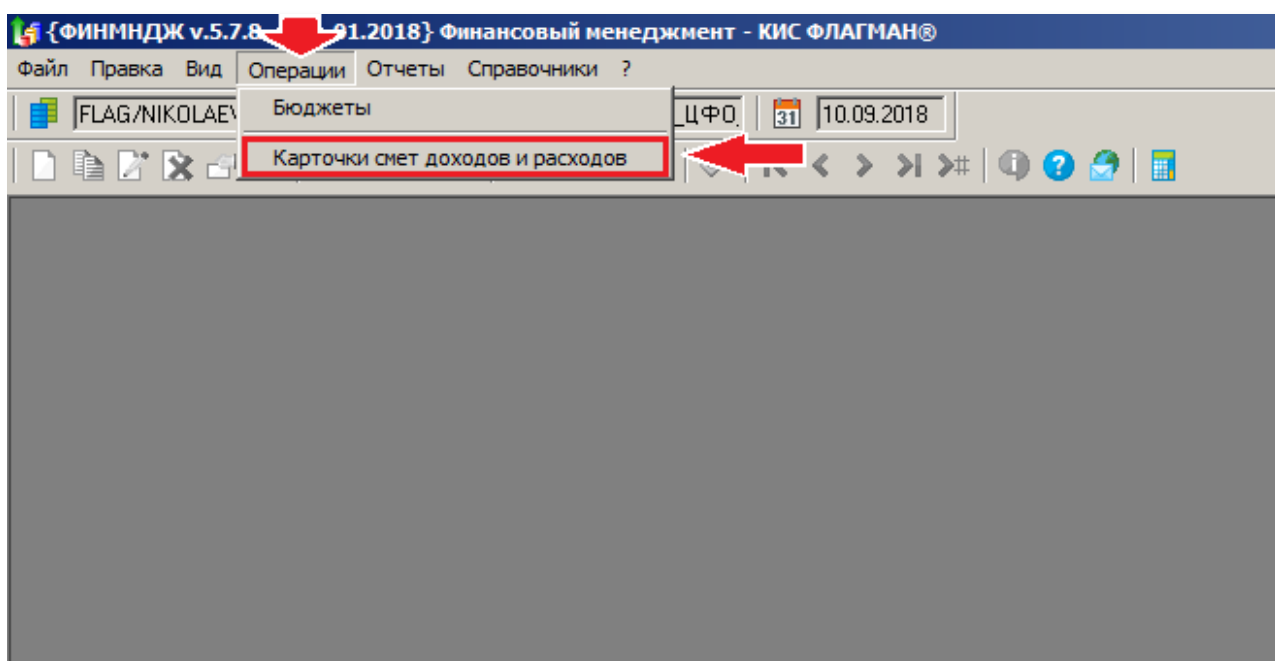 {ФИНМНДЖ v.5.7.8 91.2018} Финансовый менеджмент - КИС ФЛАГМАН®
Файл Правка Вид Операции Отчеты Справочники ?
FLAG/NIKOLAEV Бюджеты _ЦФО 31 10.09.2018
Карточки смет доходов и расходов